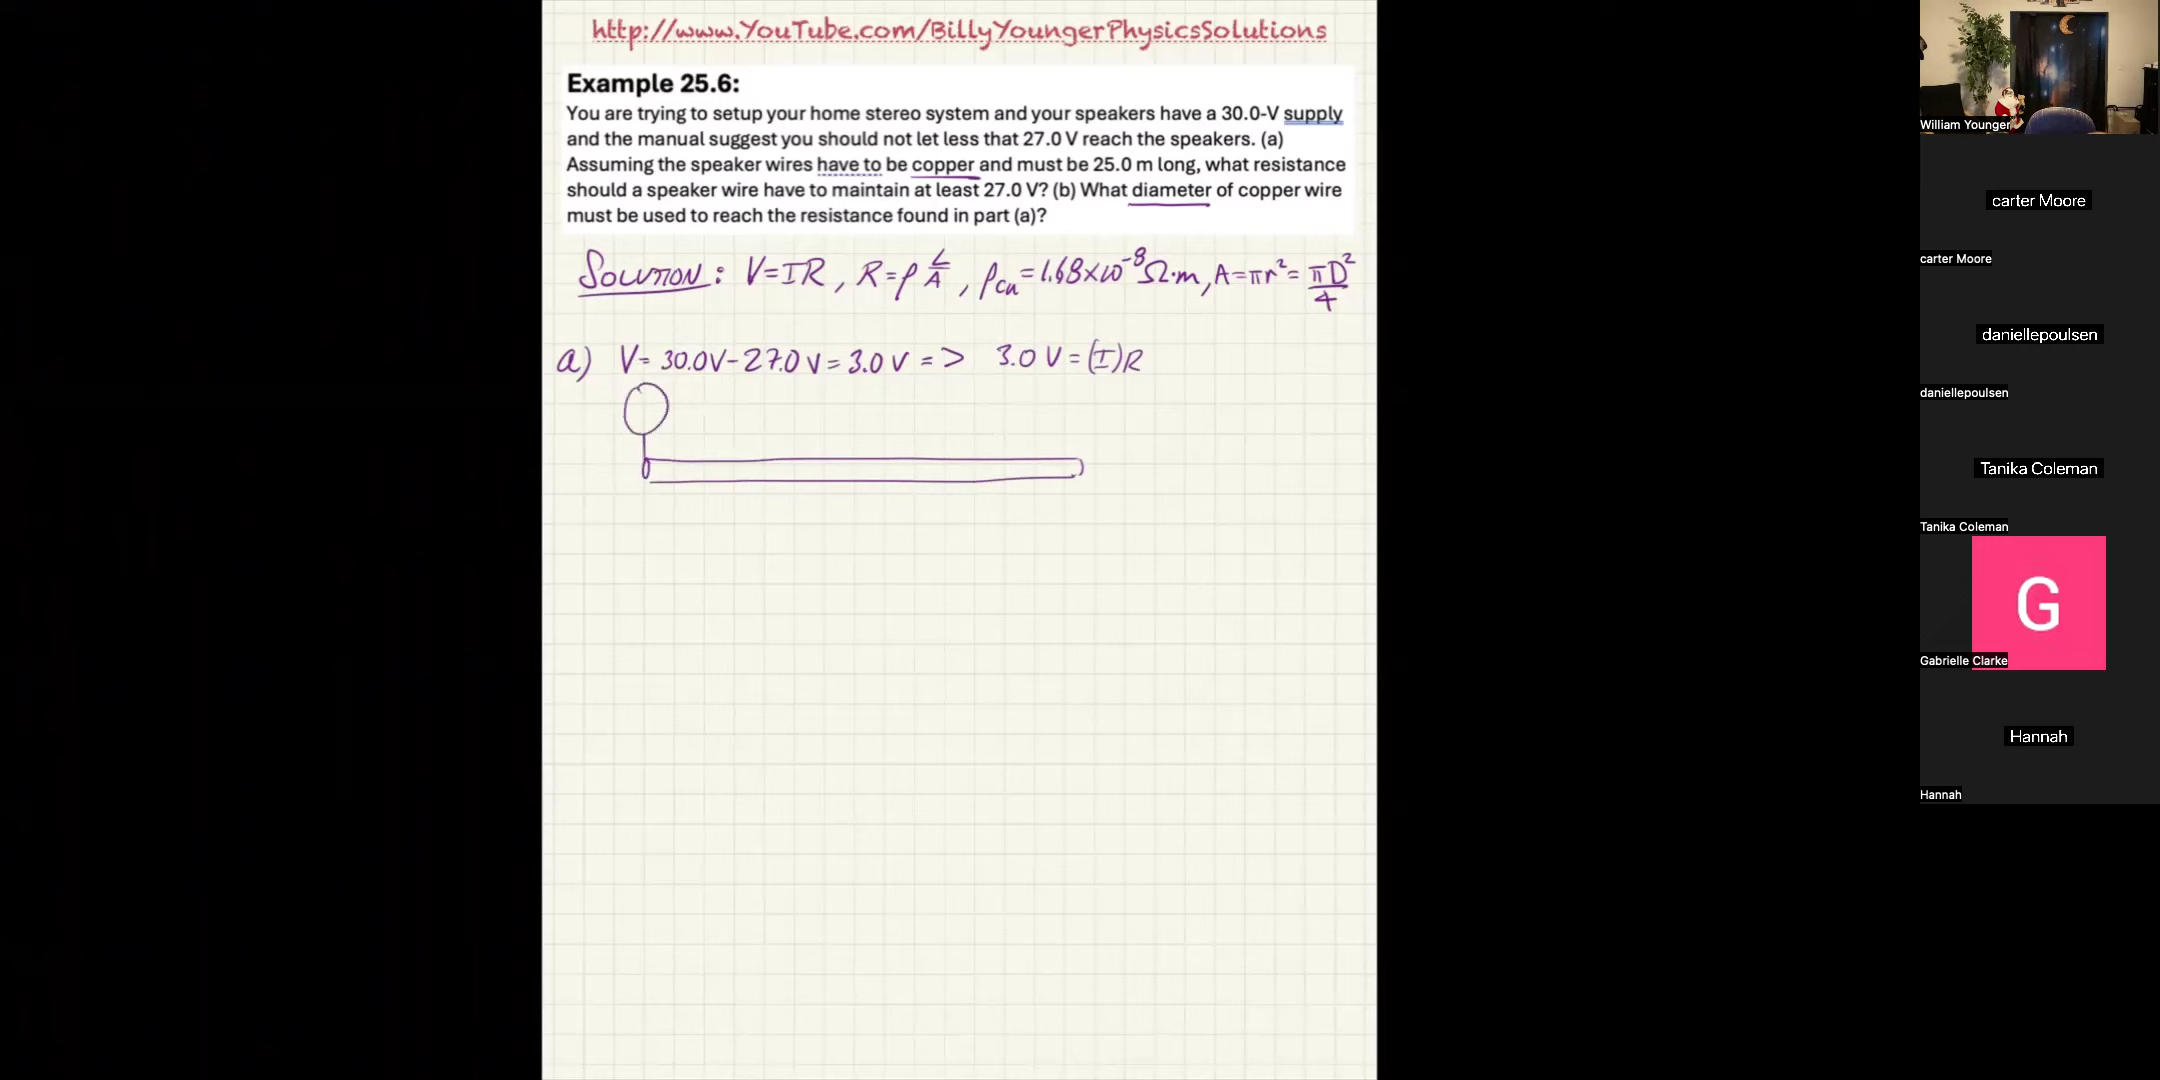 http://www.YouTube.com/BillyYoungerPhysicsSolutions
Example 25.6:
You are trying to setup your home stereo system and your speakers have a 30.0-V supply
and the manual suggest you should not let less that 27.0 V reach the speakers. (a)
Assuming the speaker wires have to be copper and must be 25.0 m long, what resistance
should a speaker wire have to maintain at least 27.0 V? (b) What diameter of copper wire
must be used to reach the resistance found in part (a)?
SOLUTION: V=IR, R=ρ L/A, ρcu=1.68×10⁻⁸Ω·m, A=πr²= πD²/4
a) V= 30.0V-27.0V=3.0V => 3.0 V=(I)R
William Younger
carter Moore
carter Moore
daniellepoulsen
daniellepoulsen
Tanika Coleman
Tanika Coleman
G
Gabrielle Clarke
Hannah
Hannah